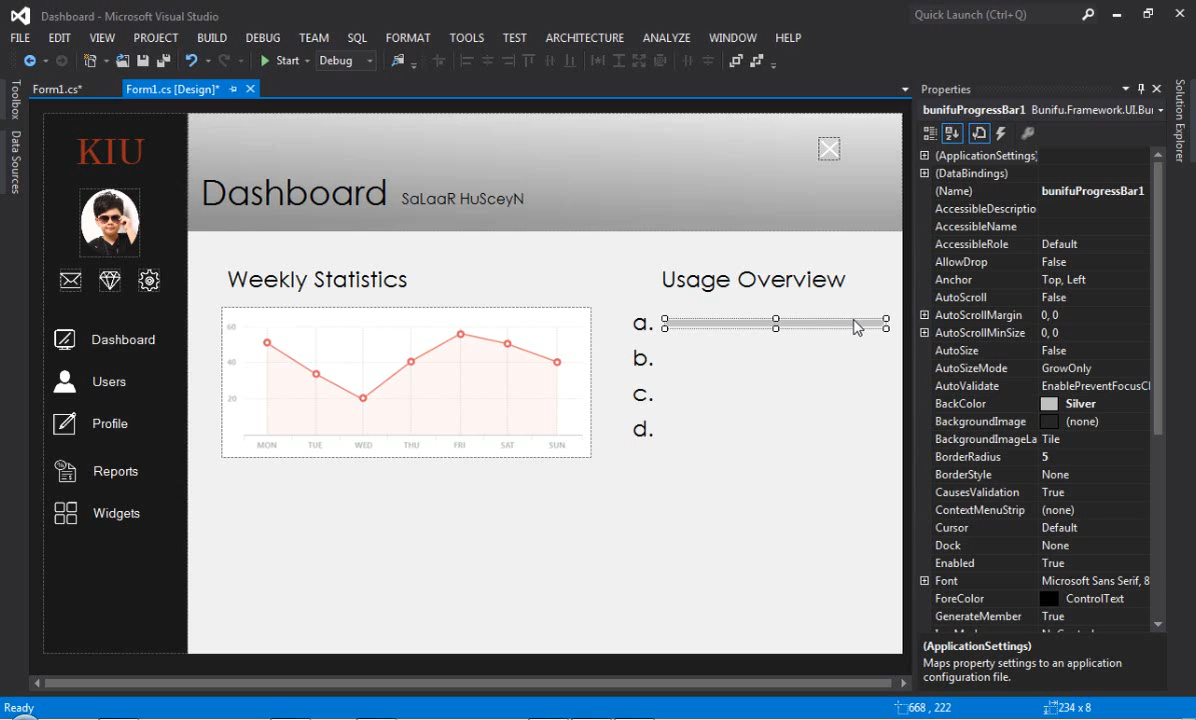 Dashboard - Microsoft Visual Studio
Quick Launch (Ctrl+Q)
FILE EDIT VIEW PROJECT BUILD DEBUG TEAM SQL FORMAT TOOLS TEST ARCHITECTURE ANALYZE WINDOW HELP
Start Debug
Form1.cs* Form1.cs [Design]*
Toolbox
Data Sources
KIU
Dashboard SaLaaR HuSceyN
Dashboard
Users
Profile
Reports
Widgets
Weekly Statistics
60
40
20
MON TUE WED THU FRI SAT SUN
Usage Overview
a.
b.
c.
d.
Properties
bunifuProgressBar1 Bunifu.Framework.UI.Bu
(ApplicationSettings)
(DataBindings)
(Name) bunifuProgressBar1
AccessibleDescriptio
AccessibleName
AccessibleRole Default
AllowDrop False
Anchor Top, Left
AutoScroll False
AutoScrollMargin 0, 0
AutoScrollMinSize 0, 0
AutoSize False
AutoSizeMode GrowOnly
AutoValidate EnablePreventFocusCl
BackColor Silver
BackgroundImage (none)
BackgroundImageLa Tile
BorderRadius 5
BorderStyle None
CausesValidation True
ContextMenuStrip (none)
Cursor Default
Dock None
Enabled True
Font Microsoft Sans Serif, 8
ForeColor ControlText
GenerateMember True
(ApplicationSettings)
Maps property settings to an application
configuration file.
Solution Explorer
Ready
668 , 222
234 x 8